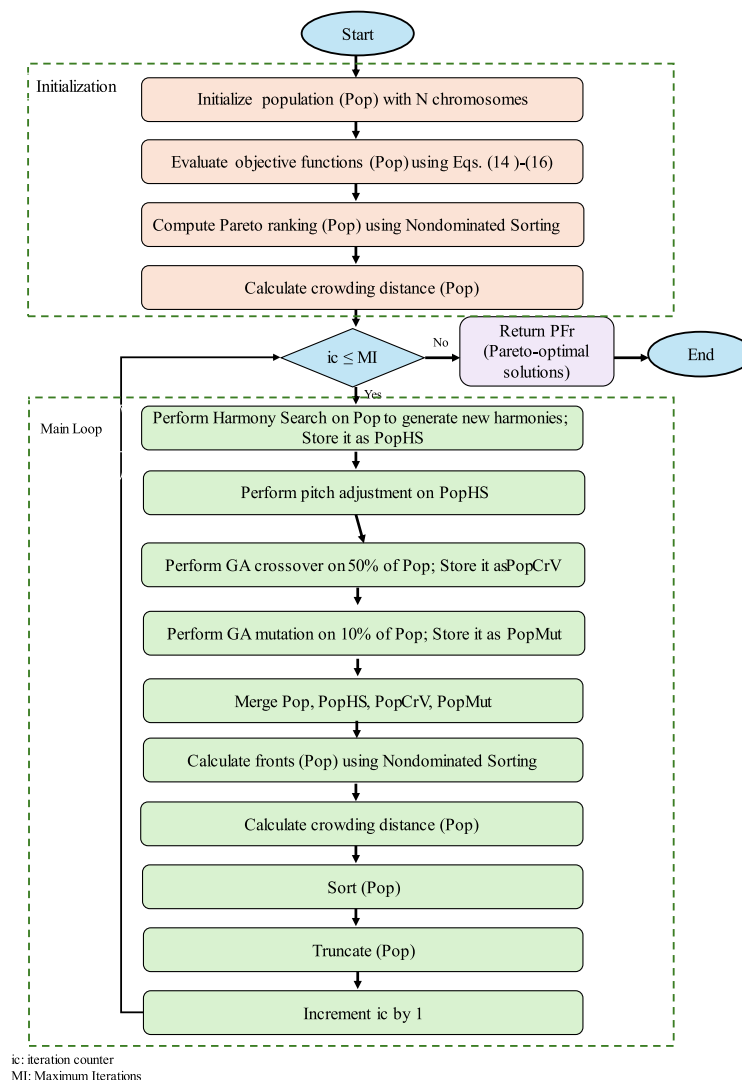 Start
Initialization
Initialize population (Pop) with N chromosomes
Evaluate objective functions (Pop) using Eqs. (14 )-(16)
Compute Pareto ranking (Pop) using Nondominated Sorting
Calculate crowding distance (Pop)
ic ≤ MI
No
Return PFr
(Pareto-optimal
solutions)
End
Yes
Main Loop
Perform Harmony Search on Pop to generate new harmonies;
Store it as PopHS
Perform pitch adjustment on PopHS
Perform GA crossover on 50% of Pop; Store it asPopCrV
Perform GA mutation on 10% of Pop; Store it as PopMut
Merge Pop, PopHS, PopCrV, PopMut
Calculate fronts (Pop) using Nondominated Sorting
Calculate crowding distance (Pop)
Sort (Pop)
Truncate (Pop)
Increment ic by 1
ic: iteration counter
MI: Maximum Iterations